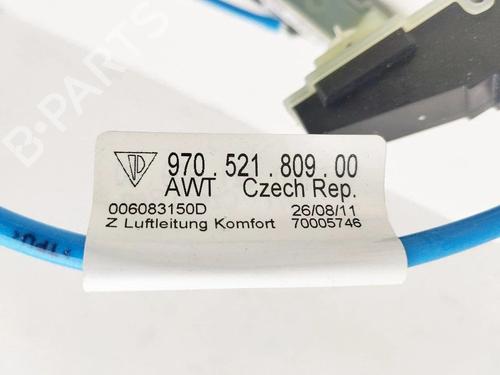 B-PARTS
970.521.809.00
AWT Czech Rep.
006083150D 26/08/11
Z Luftleitung Komfort 70005746